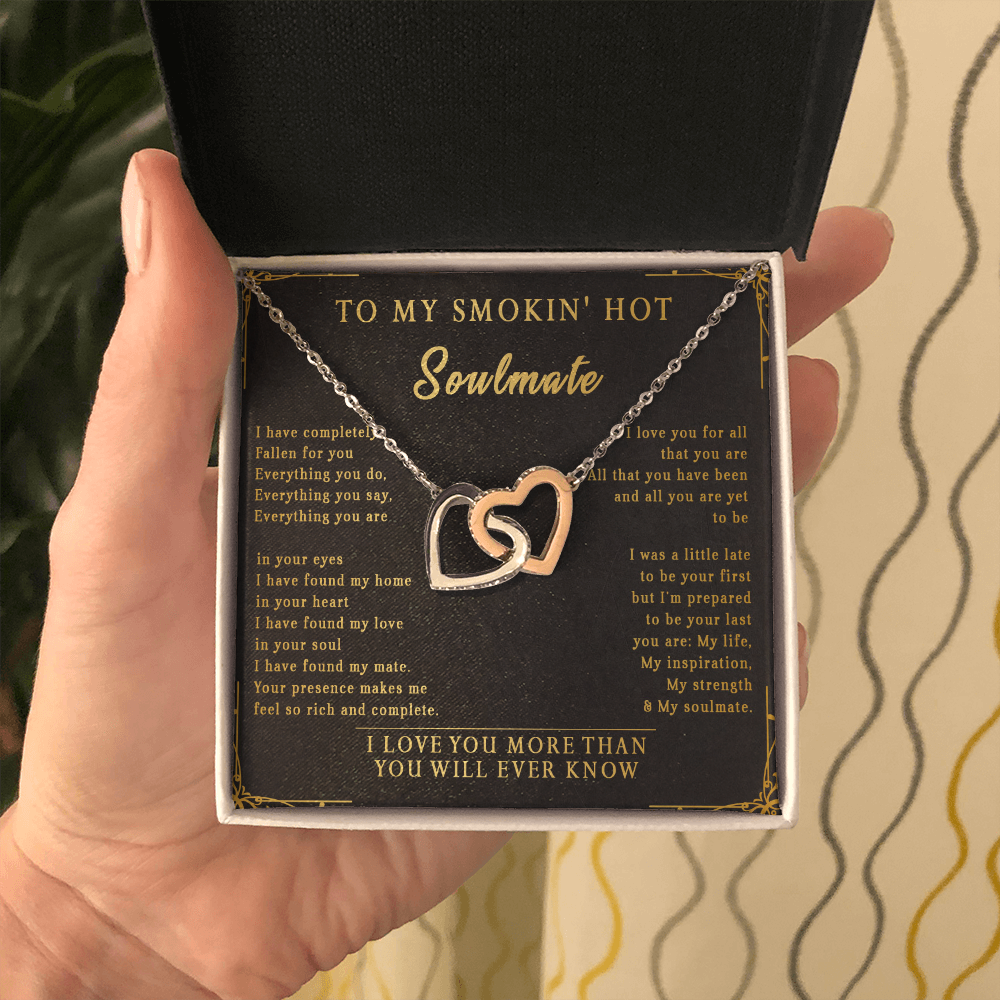 TO MY SMOKIN' HOT
Soulmate
I have completely
Fallen for you
Everything you do,
Everything you say,
Everything you are
in your eyes
I have found my home
in your heart
I have found my love
in your soul
I have found my mate.
Your presence makes me
feel so rich and complete.
I love you for all
that you are
All that you have been
and all you are yet
to be
I was a little late
to be your first
but I'm prepared
to be your last
you are: My life,
My inspiration,
My strength
& My soulmate.
I LOVE YOU MORE THAN
YOU WILL EVER KNOW